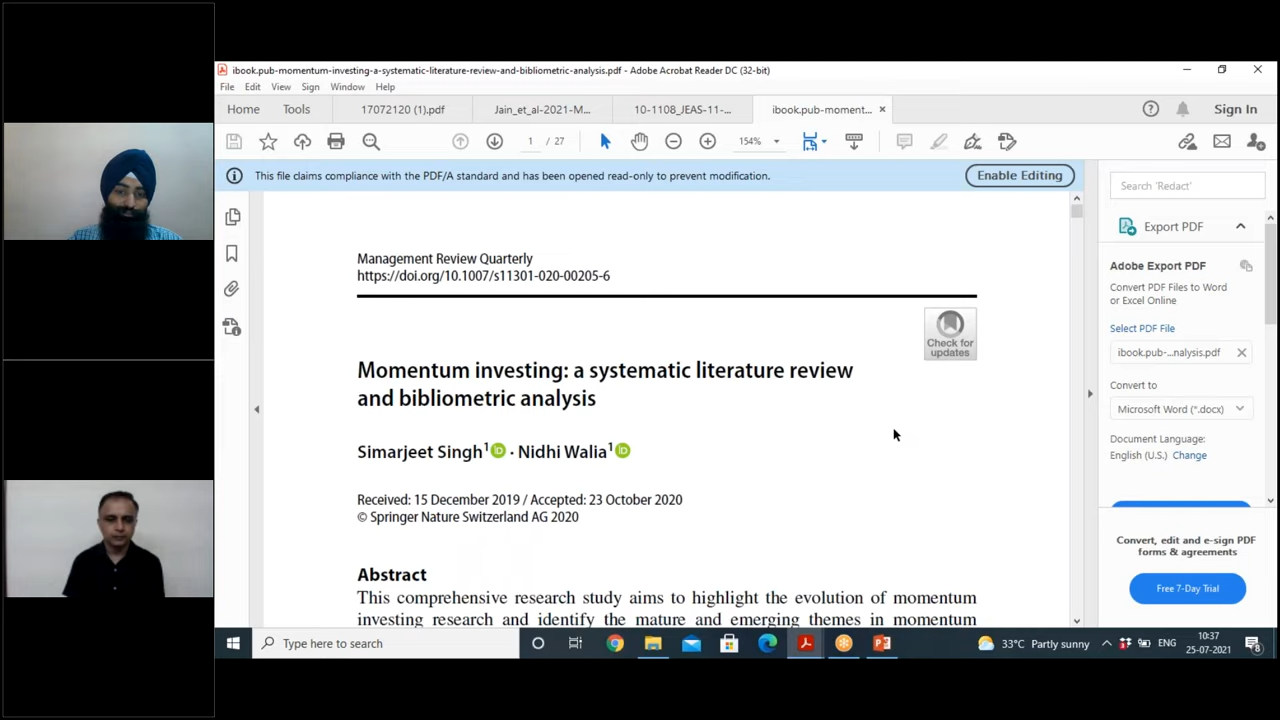 ibook.pub-momentum-investing-a-systematic-literature-review-and-bibliometric-analysis.pdf - Adobe Acrobat Reader DC (32-bit)
File Edit View Sign Window Help
Home Tools 17072120 (1).pdf Jain_et_al-2021-M... 10-1108_JEAS-11-... ibook.pub-moment... Sign In
1 / 27 154%
This file claims compliance with the PDF/A standard and has been opened read-only to prevent modification. Enable Editing
Search 'Redact'
Export PDF
Adobe Export PDF
Convert PDF Files to Word
or Excel Online
Select PDF File
ibook.pub-...nalysis.pdf
Convert to
Microsoft Word (*.docx)
Document Language:
English (U.S.) Change
Convert, edit and e-sign PDF
forms & agreements
Free 7-Day Trial
Management Review Quarterly
https://doi.org/10.1007/s11301-020-00205-6
Check for
updates
Momentum investing: a systematic literature review
and bibliometric analysis
Simarjeet Singh1 iD · Nidhi Walia1 iD
Received: 15 December 2019 / Accepted: 23 October 2020
© Springer Nature Switzerland AG 2020
Abstract
This comprehensive research study aims to highlight the evolution of momentum
investing research and identify the mature and emerging themes in momentum
Type here to search
33°C Partly sunny ENG 10:37
25-07-2021 8